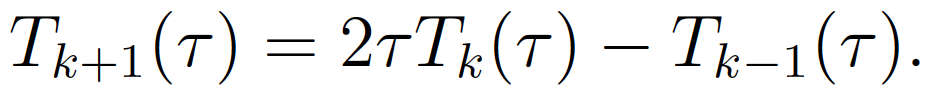 T_{k+1}(τ) = 2τT_k(τ) − T_{k−1}(τ).